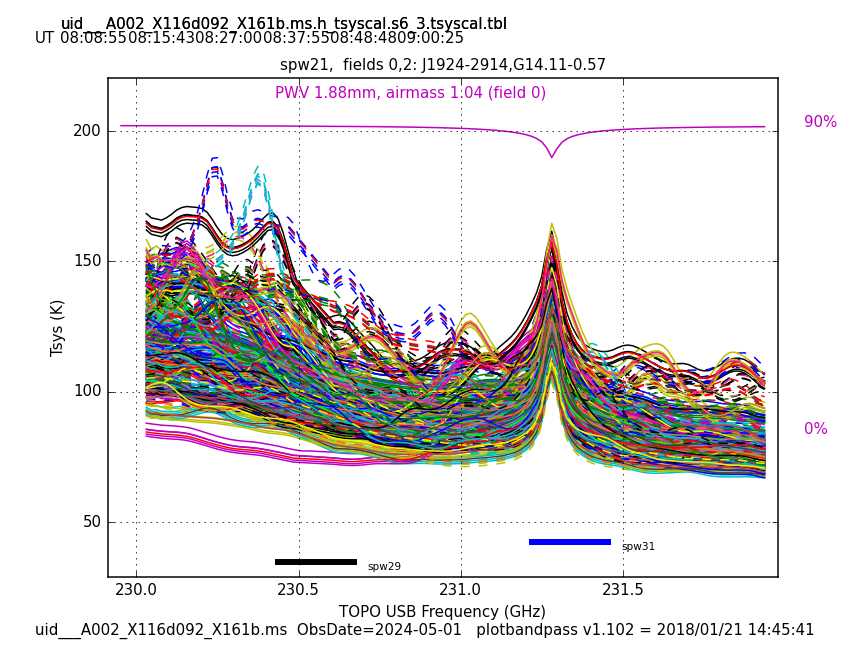 uid___A002_X116d092_X161b.ms.h_tsyscal.s6_3.tsyscal.tbl
UT 08:08:55 08:15:43 08:27:00 08:37:55 08:48:48 09:00:25
spw21, fields 0,2: J1924-2914,G14.11-0.57
PWV 1.88mm, airmass 1.04 (field 0)
90%
200
150
Tsys (K)
100
0%
50
spw31
spw29
230.0 230.5 231.0 231.5
TOPO USB Frequency (GHz)
uid___A002_X116d092_X161b.ms ObsDate=2024-05-01 plotbandpass v1.102 = 2018/01/21 14:45:41